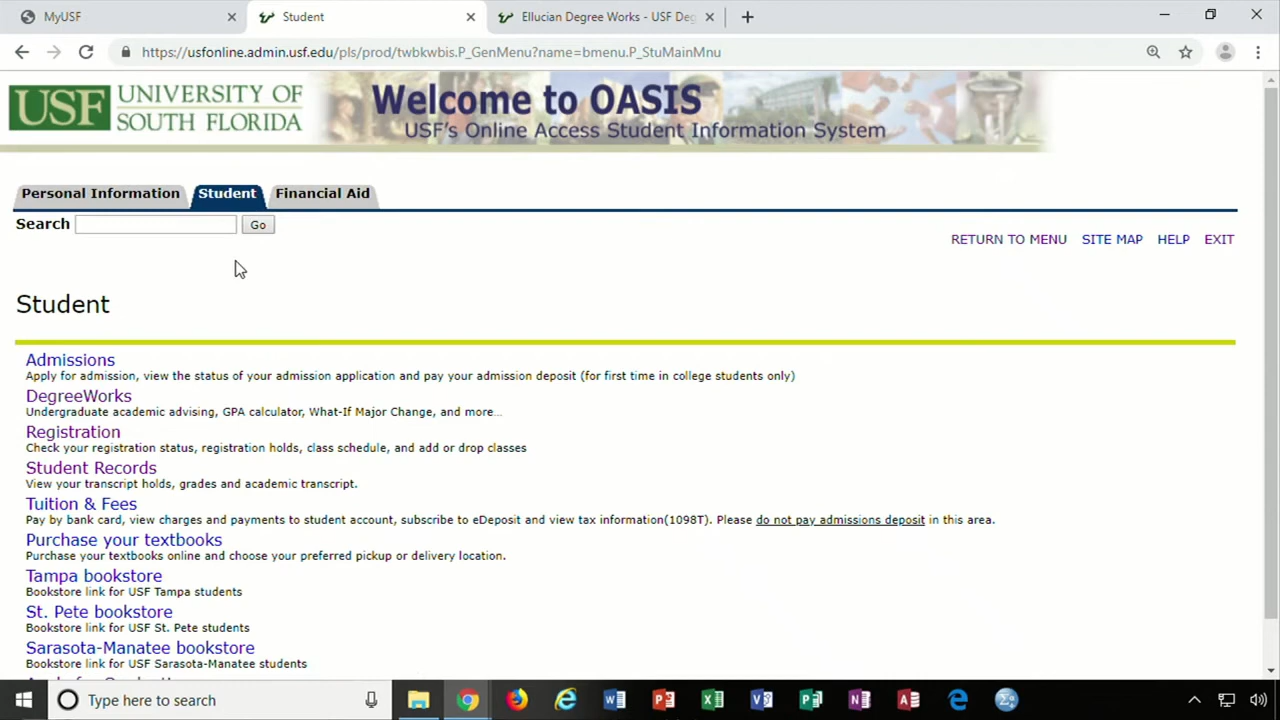 MyUSF
Student
Ellucian Degree Works - USF Deg
https://usfonline.admin.usf.edu/pls/prod/twbkwbis.P_GenMenu?name=bmenu.P_StuMainMnu
USF UNIVERSITY OF
SOUTH FLORIDA
Welcome to OASIS
USF's Online Access Student Information System
Personal Information Student Financial Aid
Search Go
RETURN TO MENU SITE MAP HELP EXIT
Student
Admissions
Apply for admission, view the status of your admission application and pay your admission deposit (for first time in college students only)
DegreeWorks
Undergraduate academic advising, GPA calculator, What-If Major Change, and more...
Registration
Check your registration status, registration holds, class schedule, and add or drop classes
Student Records
View your transcript holds, grades and academic transcript.
Tuition & Fees
Pay by bank card, view charges and payments to student account, subscribe to eDeposit and view tax information(1098T). Please do not pay admissions deposit in this area.
Purchase your textbooks
Purchase your textbooks online and choose your preferred pickup or delivery location.
Tampa bookstore
Bookstore link for USF Tampa students
St. Pete bookstore
Bookstore link for USF St. Pete students
Sarasota-Manatee bookstore
Bookstore link for USF Sarasota-Manatee students
Type here to search